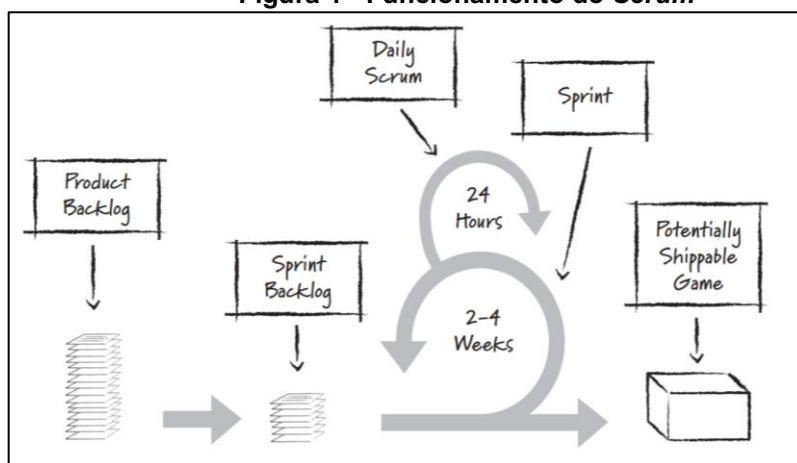 Figura - Funcionamento do Scrum
Daily
Scrum
Sprint
Product
Backlog
24
Hours
Potentially
Shippable
Game
Sprint
Backlog
2-4
Weeks